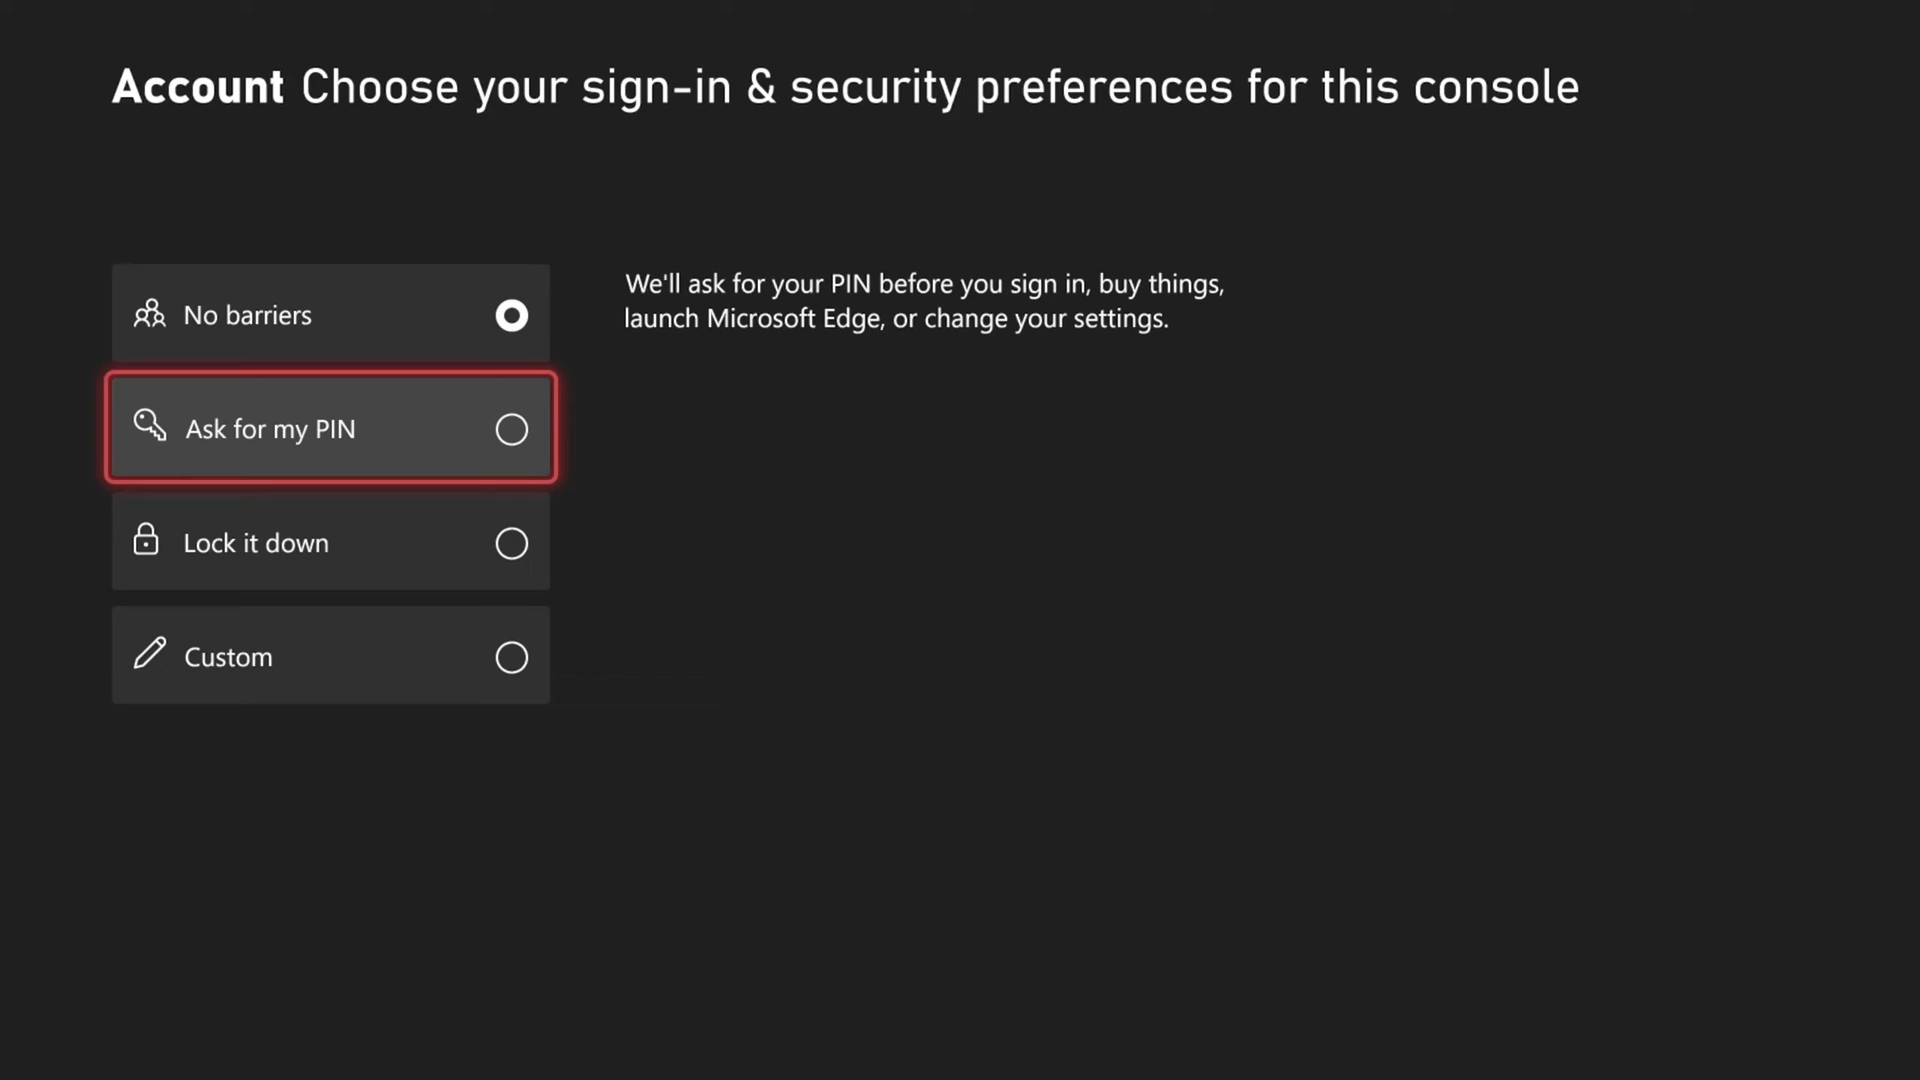 Account Choose your sign-in & security preferences for this console
No barriers
We'll ask for your PIN before you sign in, buy things,
launch Microsoft Edge, or change your settings.
Ask for my PIN
Lock it down
Custom